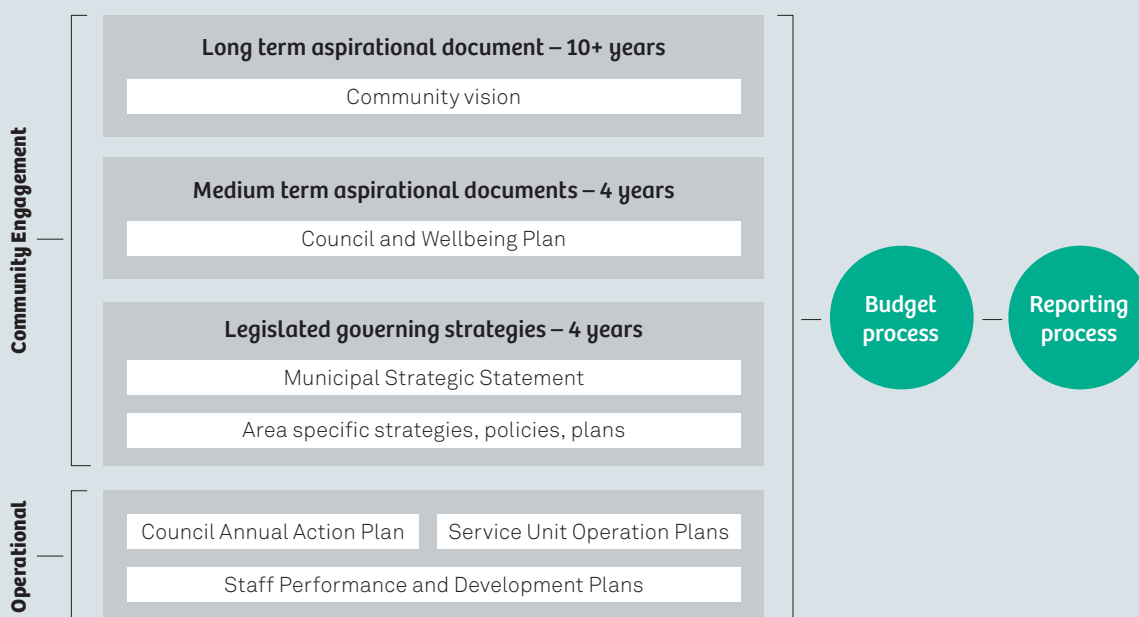 Community Engagement
Long term aspirational document – 10+ years
Community vision
Medium term aspirational documents – 4 years
Council and Wellbeing Plan
Legislated governing strategies – 4 years
Municipal Strategic Statement
Area specific strategies, policies, plans
Operational
Council Annual Action Plan
Service Unit Operation Plans
Staff Performance and Development Plans
Budget
process
Reporting
process